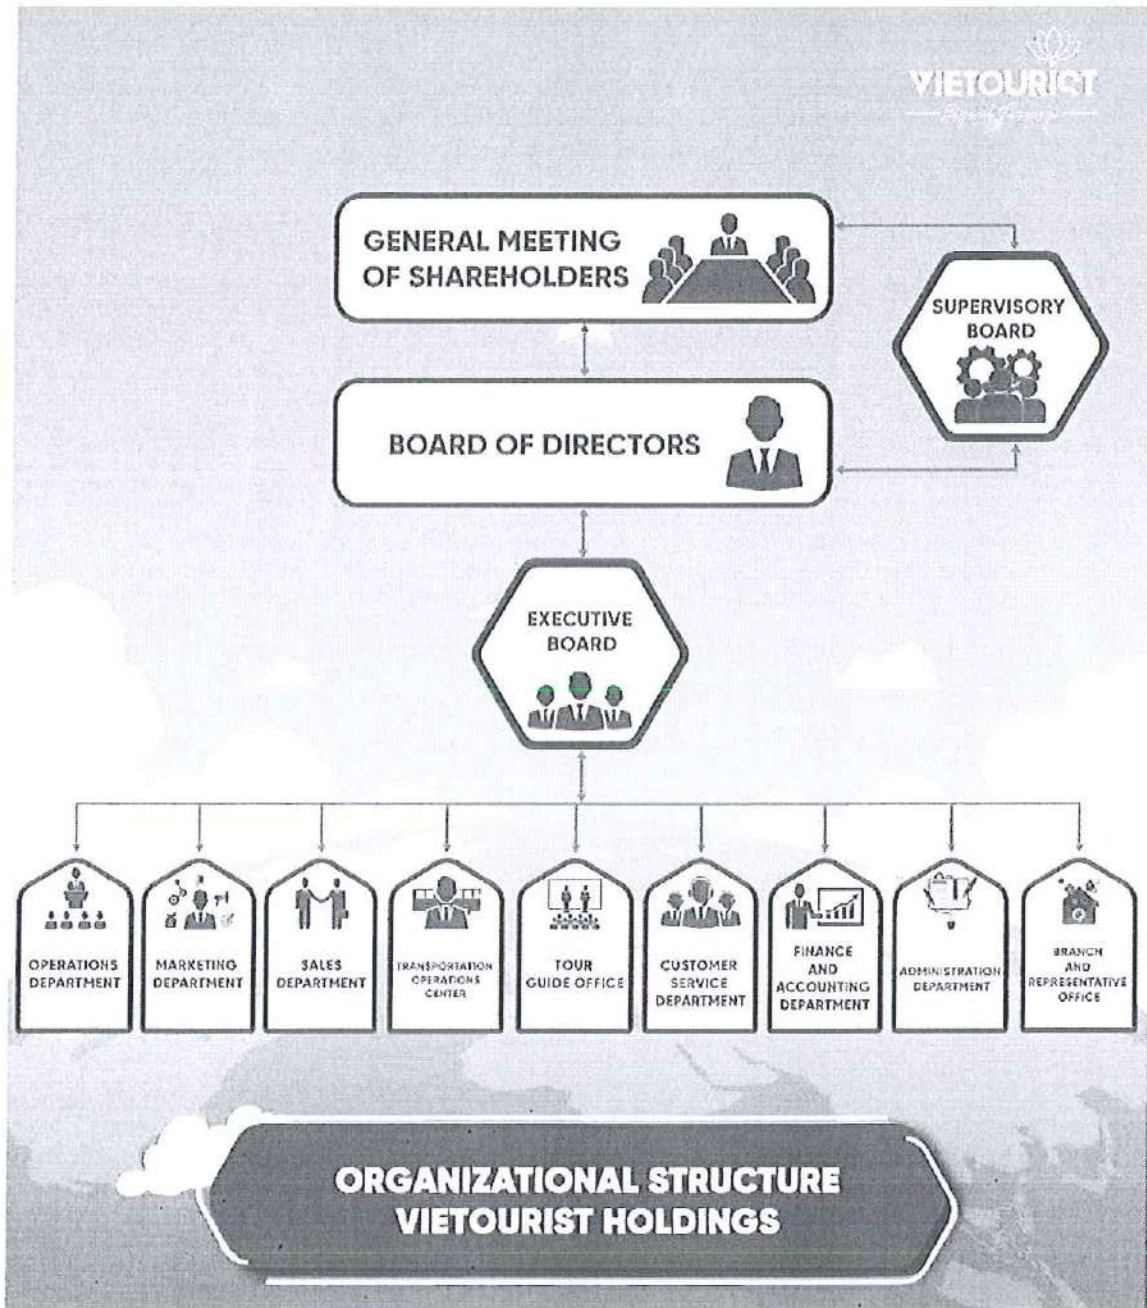 VIETOURIST
GENERAL MEETING
OF SHAREHOLDERS
SUPERVISORY
BOARD
BOARD OF DIRECTORS
EXECUTIVE
BOARD
OPERATIONS
DEPARTMENT
MARKETING
DEPARTMENT
SALES
DEPARTMENT
TRANSPORTATION
OPERATIONS
CENTER
TOUR
GUIDE OFFICE
CUSTOMER
SERVICE
DEPARTMENT
FINANCE
AND
ACCOUNTING
DEPARTMENT
ADMINISTRATION
DEPARTMENT
BRANCH
AND
REPRESENTATIVE
OFFICE
ORGANIZATIONAL STRUCTURE
VIETOURIST HOLDINGS